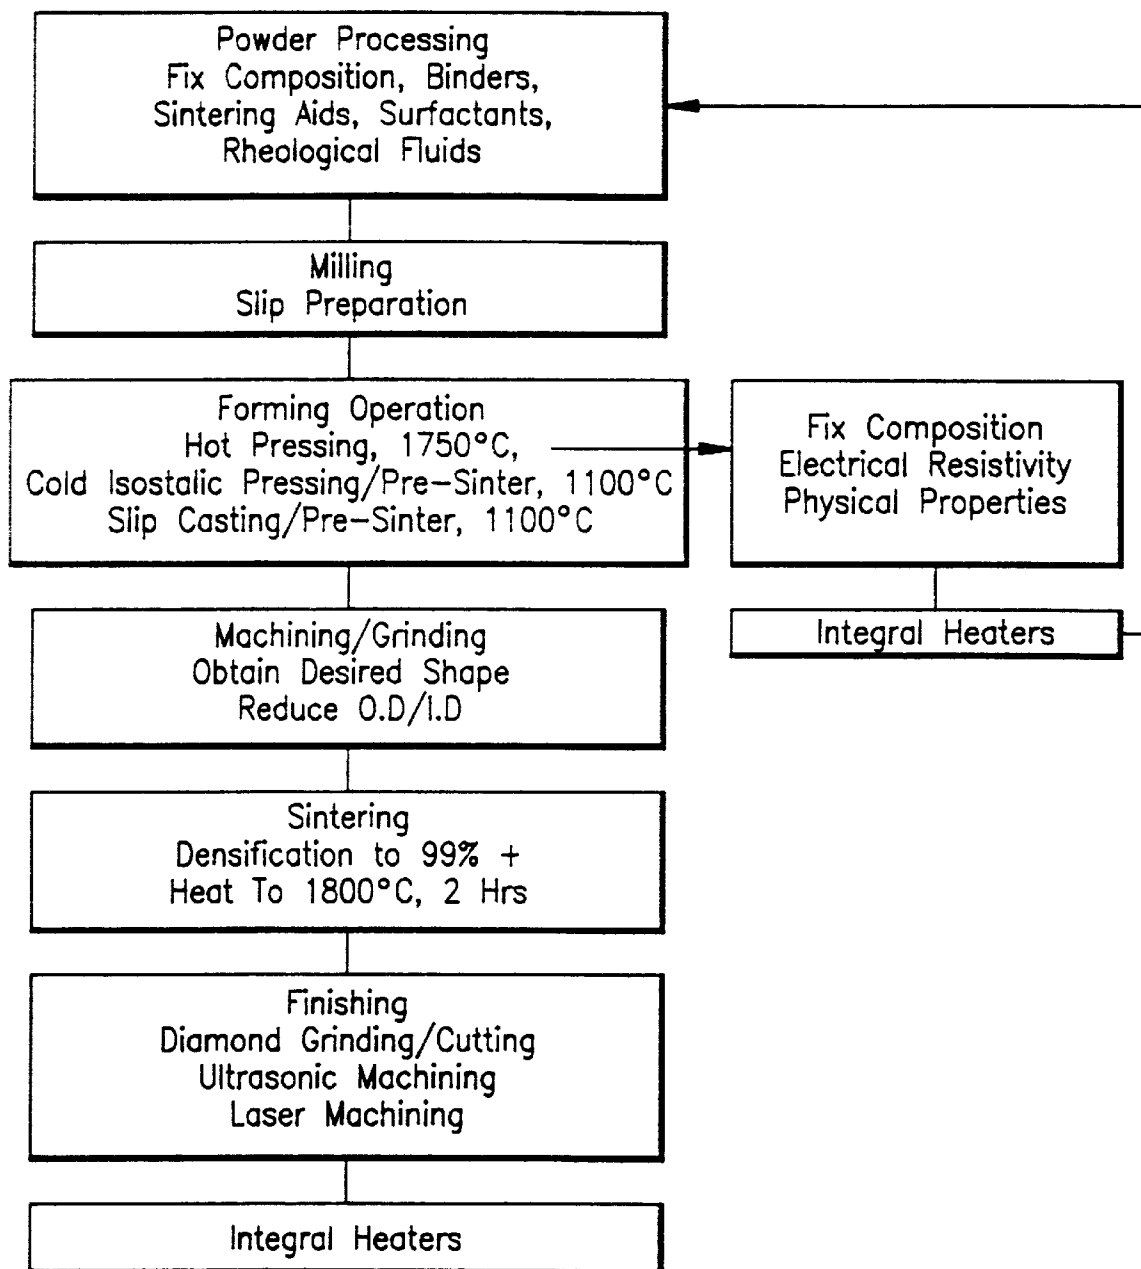 Powder Processing
Fix Composition, Binders,
Sintering Aids, Surfactants,
Rheological Fluids
Milling
Slip Preparation
Forming Operation
Hot Pressing, 1750°C,
Cold Isostalic Pressing/Pre-Sinter, 1100°C
Slip Casting/Pre-Sinter, 1100°C
Fix Composition
Electrical Resistivity
Physical Properties
Integral Heaters
Machining/Grinding
Obtain Desired Shape
Reduce O.D/I.D
Sintering
Densification to 99% +
Heat To 1800°C, 2 Hrs
Finishing
Diamond Grinding/Cutting
Ultrasonic Machining
Laser Machining
Integral Heaters